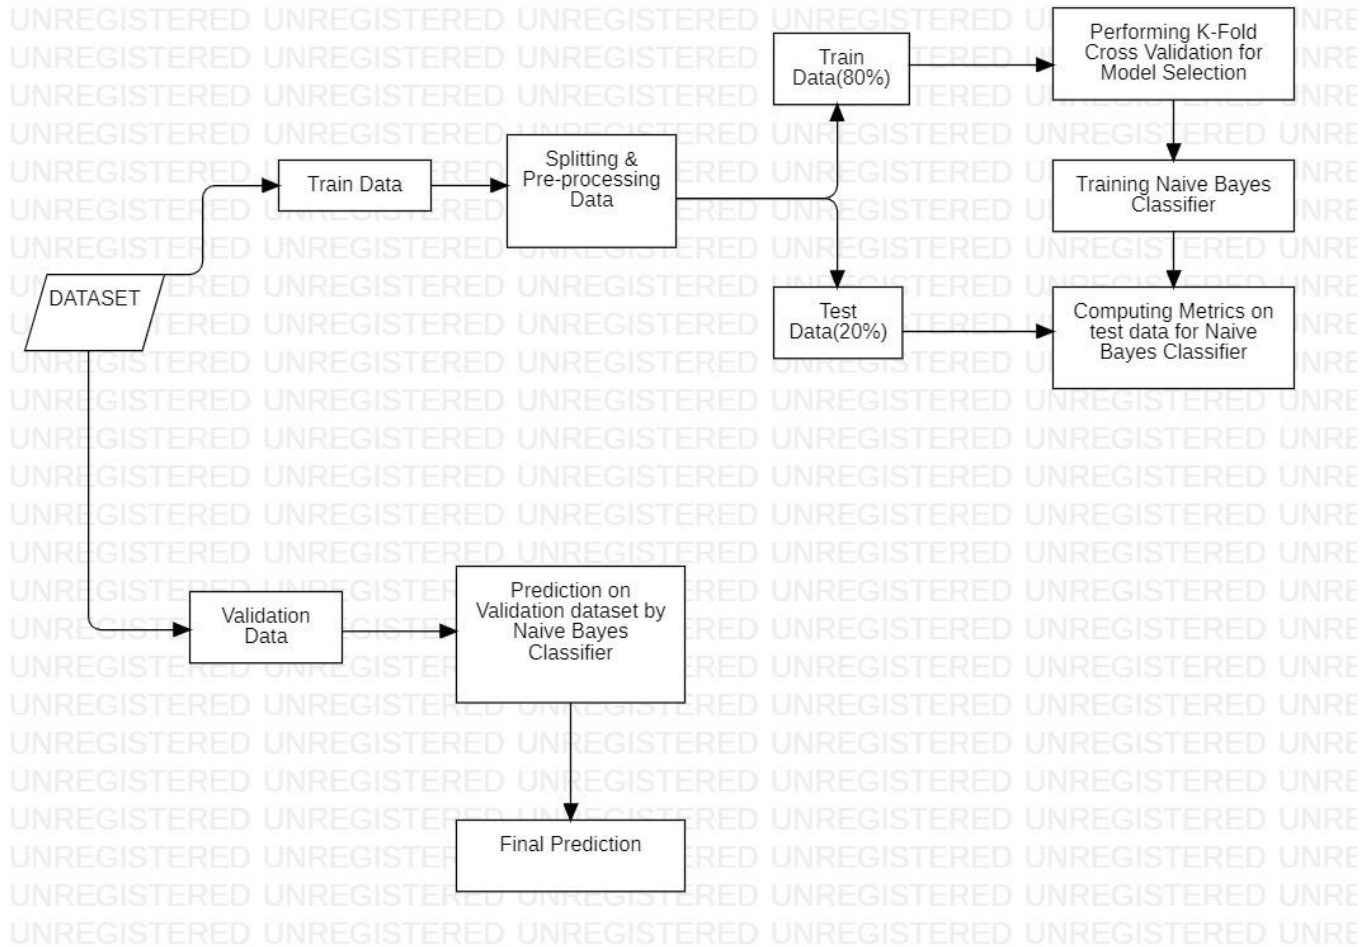 Train
Data(80%)
Performing K-Fold
Cross Validation for
Model Selection
Train Data
Splitting &
Pre-processing
Data
Training Naive Bayes
Classifier
DATASET
Test
Data(20%)
Computing Metrics on
test data for Naive
Bayes Classifier
Validation
Data
Prediction on
Validation dataset by
Naive Bayes
Classifier
Final Prediction
UNREGISTERED